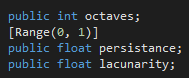 public int octaves;
[Range(0, 1)]
public float persistance;
public float lacunarity;